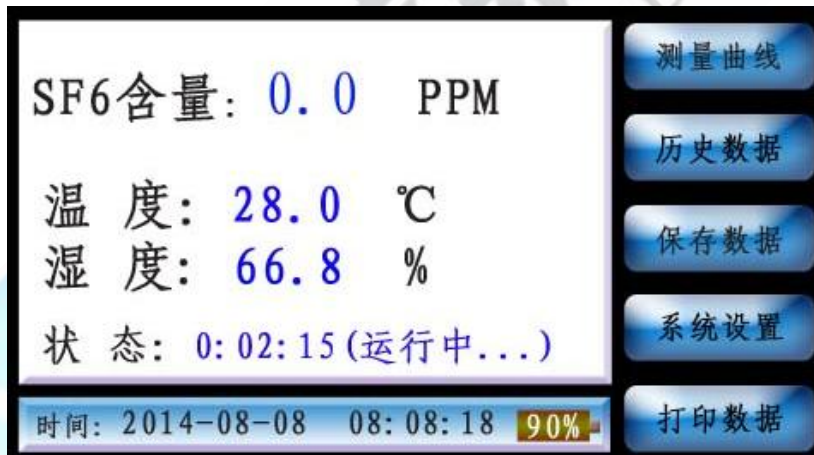 SF6含量: 0.0 PPM
温 度: 28.0 ℃
湿 度: 66.8 %
状 态: 0:02:15(运行中...)
时间: 2014-08-08 08:08:18 90%
测量曲线
历史数据
保存数据
系统设置
打印数据